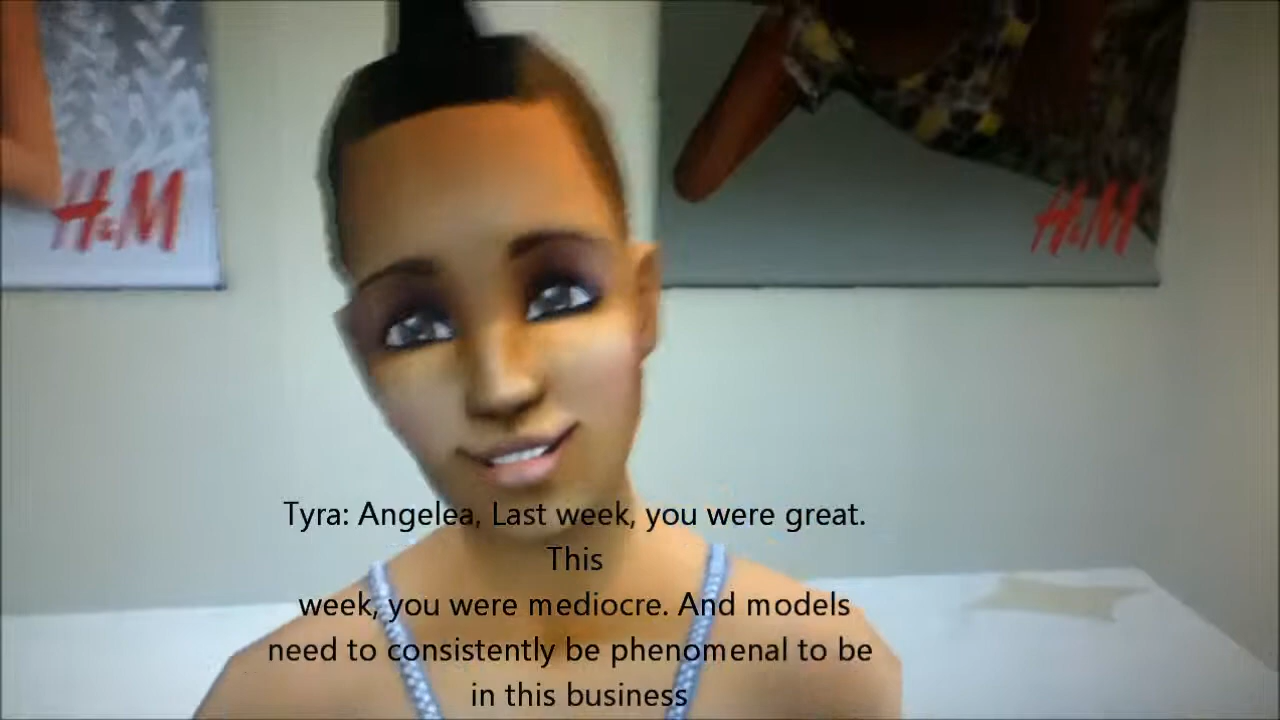 H&M
H&M
Tyra: Angelea, Last week, you were great.
This
week, you were mediocre. And models
need to consistently be phenomenal to be
in this business